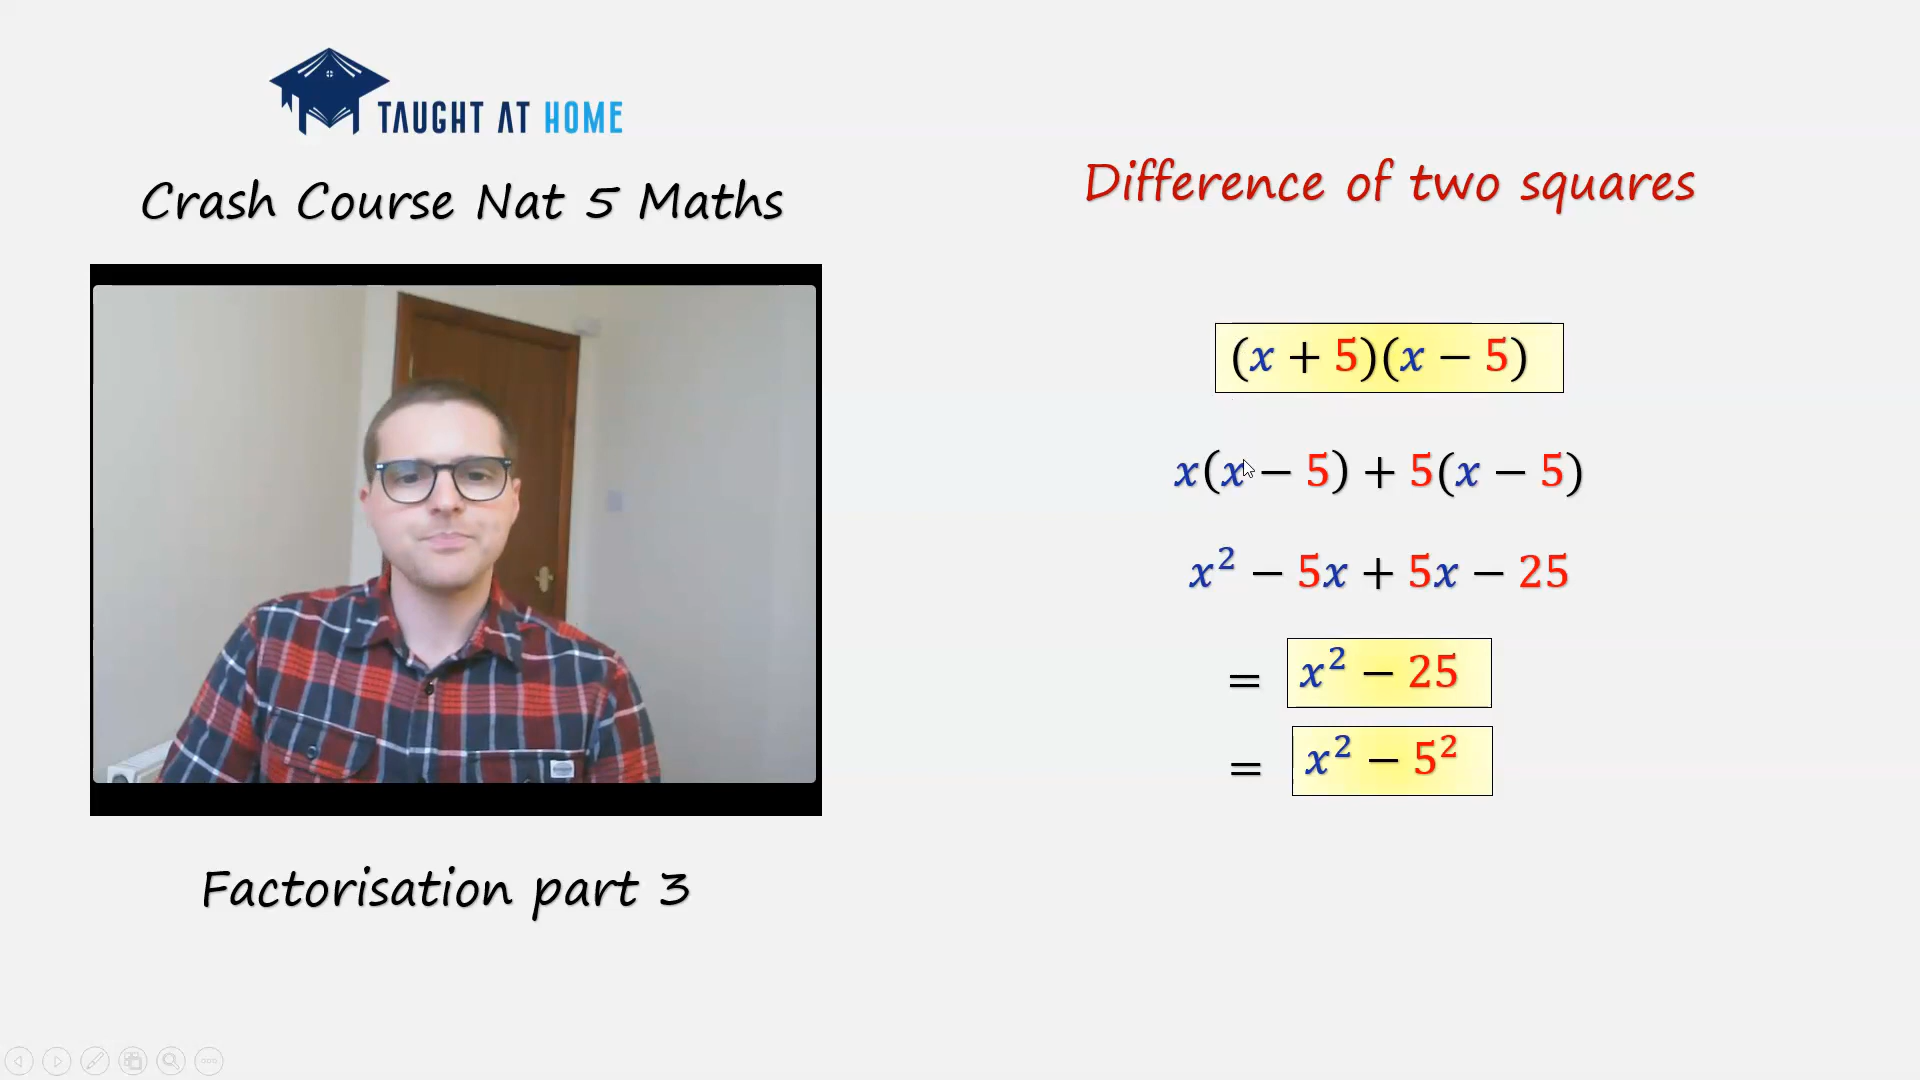 TAUGHT AT HOME
Crash Course Nat 5 Maths
Factorisation part 3
Difference of two squares
(x + 5)(x − 5)
x(x − 5) + 5(x − 5)
x² − 5x + 5x − 25
= x² − 25
= x² − 5²